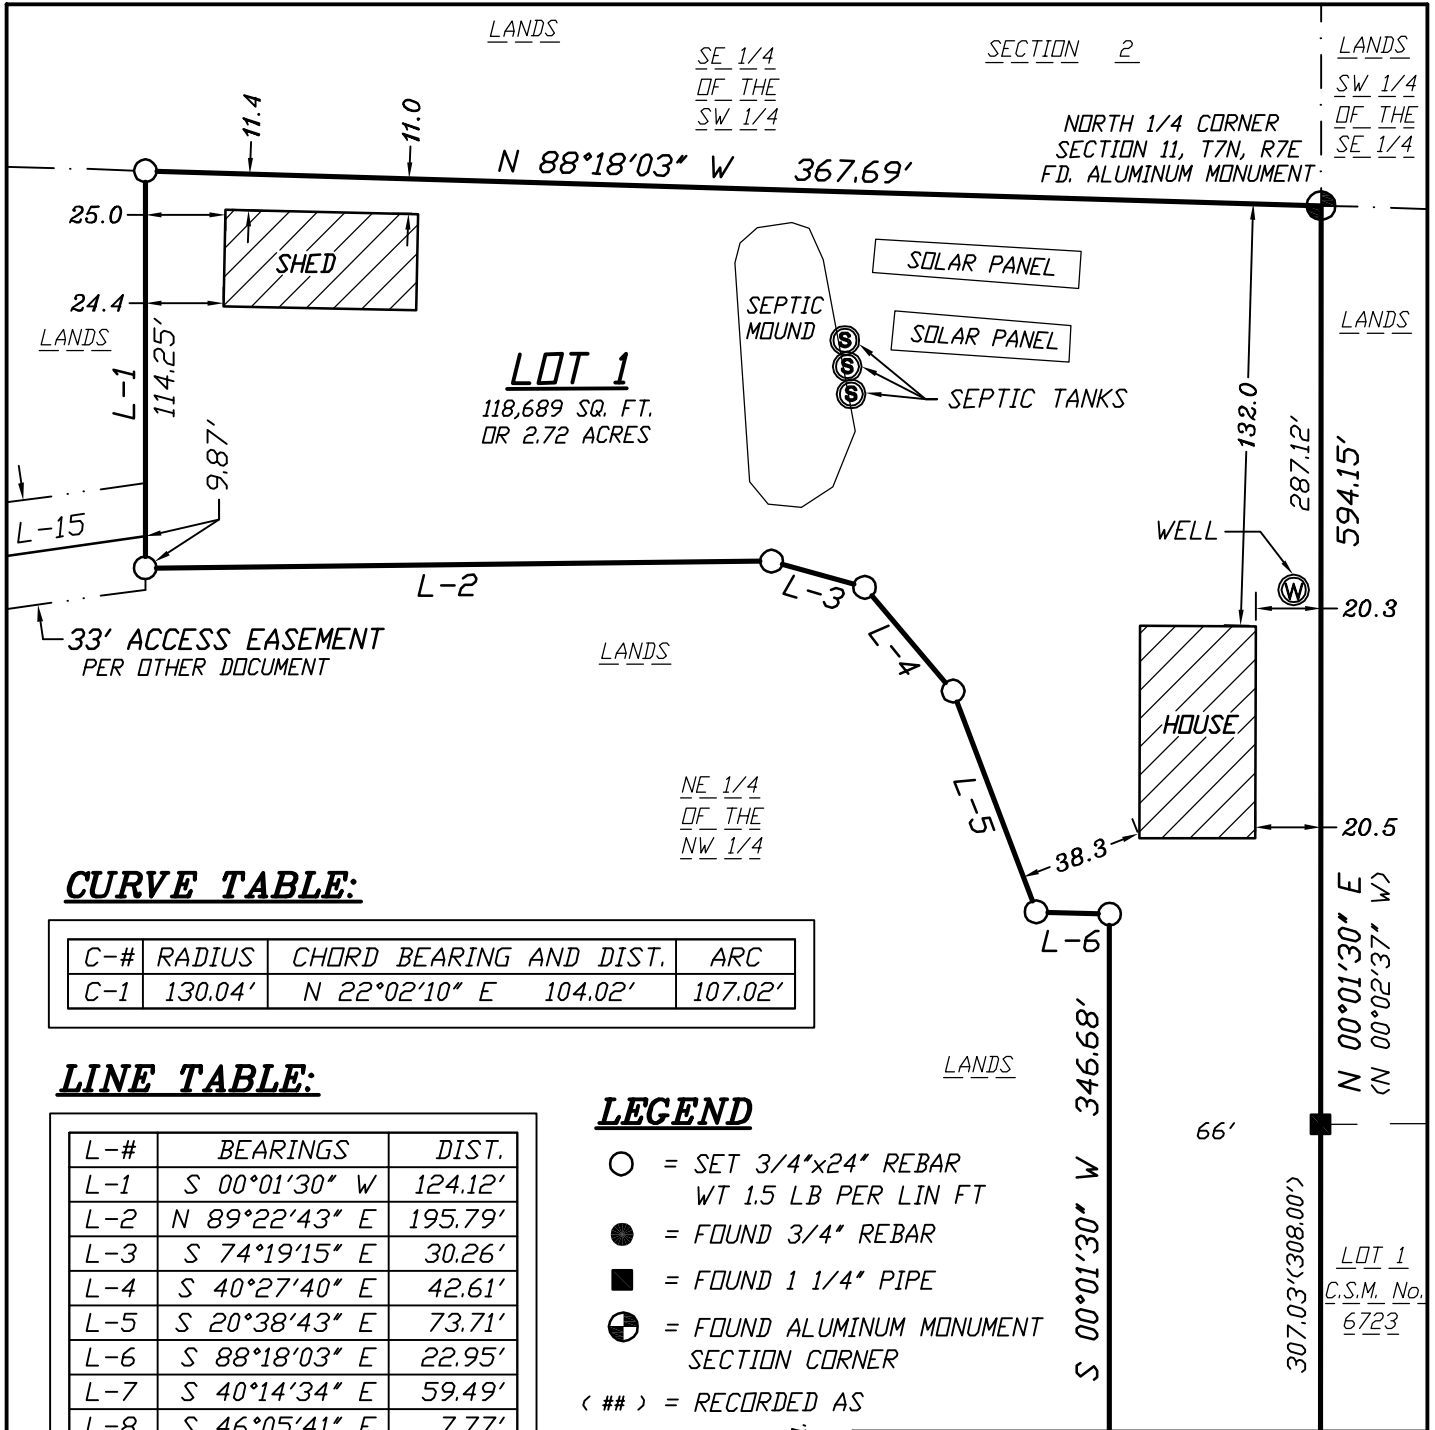 LANDS
SE 1/4
OF THE
SW 1/4
SECTION 2
LANDS
SW 1/4
OF THE
SE 1/4
NORTH 1/4 CORNER
SECTION 11, T7N, R7E
FD. ALUMINUM MONUMENT
11.4
11.0
N 88°18'03" W 367.69'
25.0
SHED
24.4
LANDS
L-1
114.25'
LOT 1
118,689 SQ. FT.
OR 2.72 ACRES
SEPTIC
MOUND
SOLAR PANEL
SOLAR PANEL
S
S
S
SEPTIC TANKS
LANDS
132.0
287.12'
594.15'
9.87'
L-15
WELL
W
20.3
L-2
L-3
L-4
33' ACCESS EASEMENT
PER OTHER DOCUMENT
LANDS
HOUSE
NE 1/4
OF THE
NW 1/4
L-5
38.3
20.5
L-6
N 00°01'30" E
(N 00°02'37" W)
CURVE TABLE:
C-# RADIUS CHORD BEARING AND DIST. ARC
C-1 130.04' N 22°02'10" E 104.02' 107.02'
LANDS
S 00°01'30" W 346.68'
66'
307.03'(308.00')
LOT 1
C.S.M. No.
6723
LINE TABLE:
L-# BEARINGS DIST.
L-1 S 00°01'30" W 124.12'
L-2 N 89°22'43" E 195.79'
L-3 S 74°19'15" E 30.26'
L-4 S 40°27'40" E 42.61'
L-5 S 20°38'43" E 73.71'
L-6 S 88°18'03" E 22.95'
L-7 S 40°14'34" E 59.49'
L-8 S 46°05'41" E 7.77'
LEGEND
= SET 3/4"x24" REBAR
WT 1.5 LB PER LIN FT
= FOUND 3/4" REBAR
= FOUND 1 1/4" PIPE
= FOUND ALUMINUM MONUMENT
SECTION CORNER
( ## ) = RECORDED AS